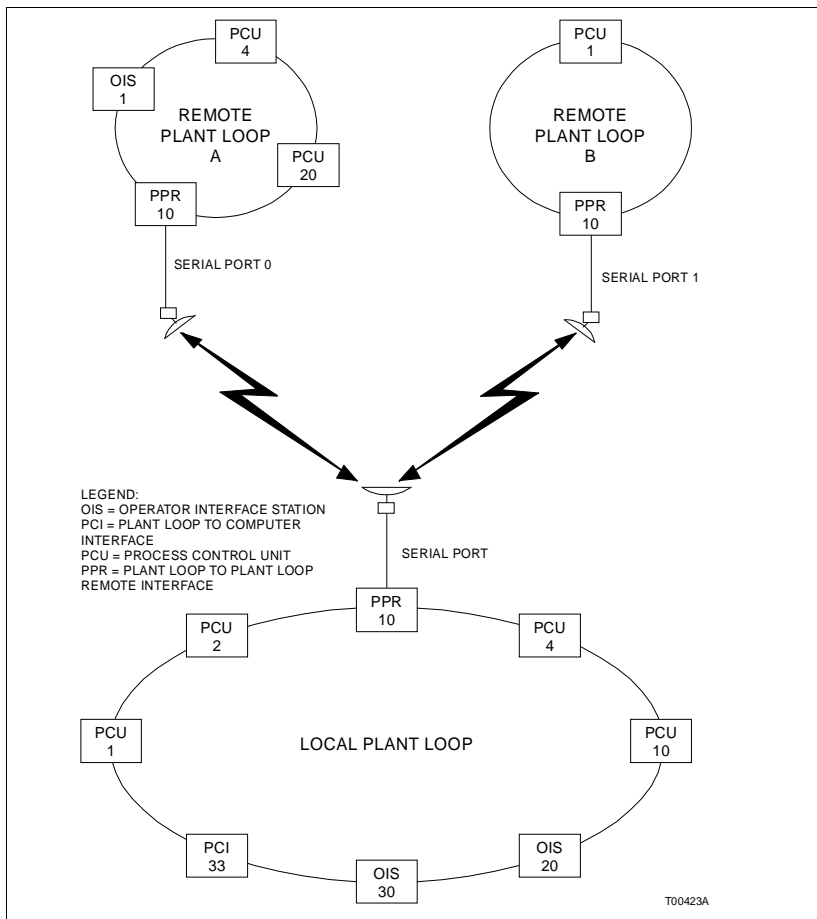 PCU
4
OIS
1
REMOTE
PLANT LOOP
A
PCU
20
PPR
10
SERIAL PORT 0
PCU
1
REMOTE
PLANT LOOP
B
PPR
10
SERIAL PORT 1
LEGEND:
OIS = OPERATOR INTERFACE STATION
PCI = PLANT LOOP TO COMPUTER
INTERFACE
PCU = PROCESS CONTROL UNIT
PPR = PLANT LOOP TO PLANT LOOP
REMOTE INTERFACE
SERIAL PORT
PPR
10
PCU
2
PCU
4
PCU
1
LOCAL PLANT LOOP
PCU
10
PCI
33
OIS
30
OIS
20
T00423A